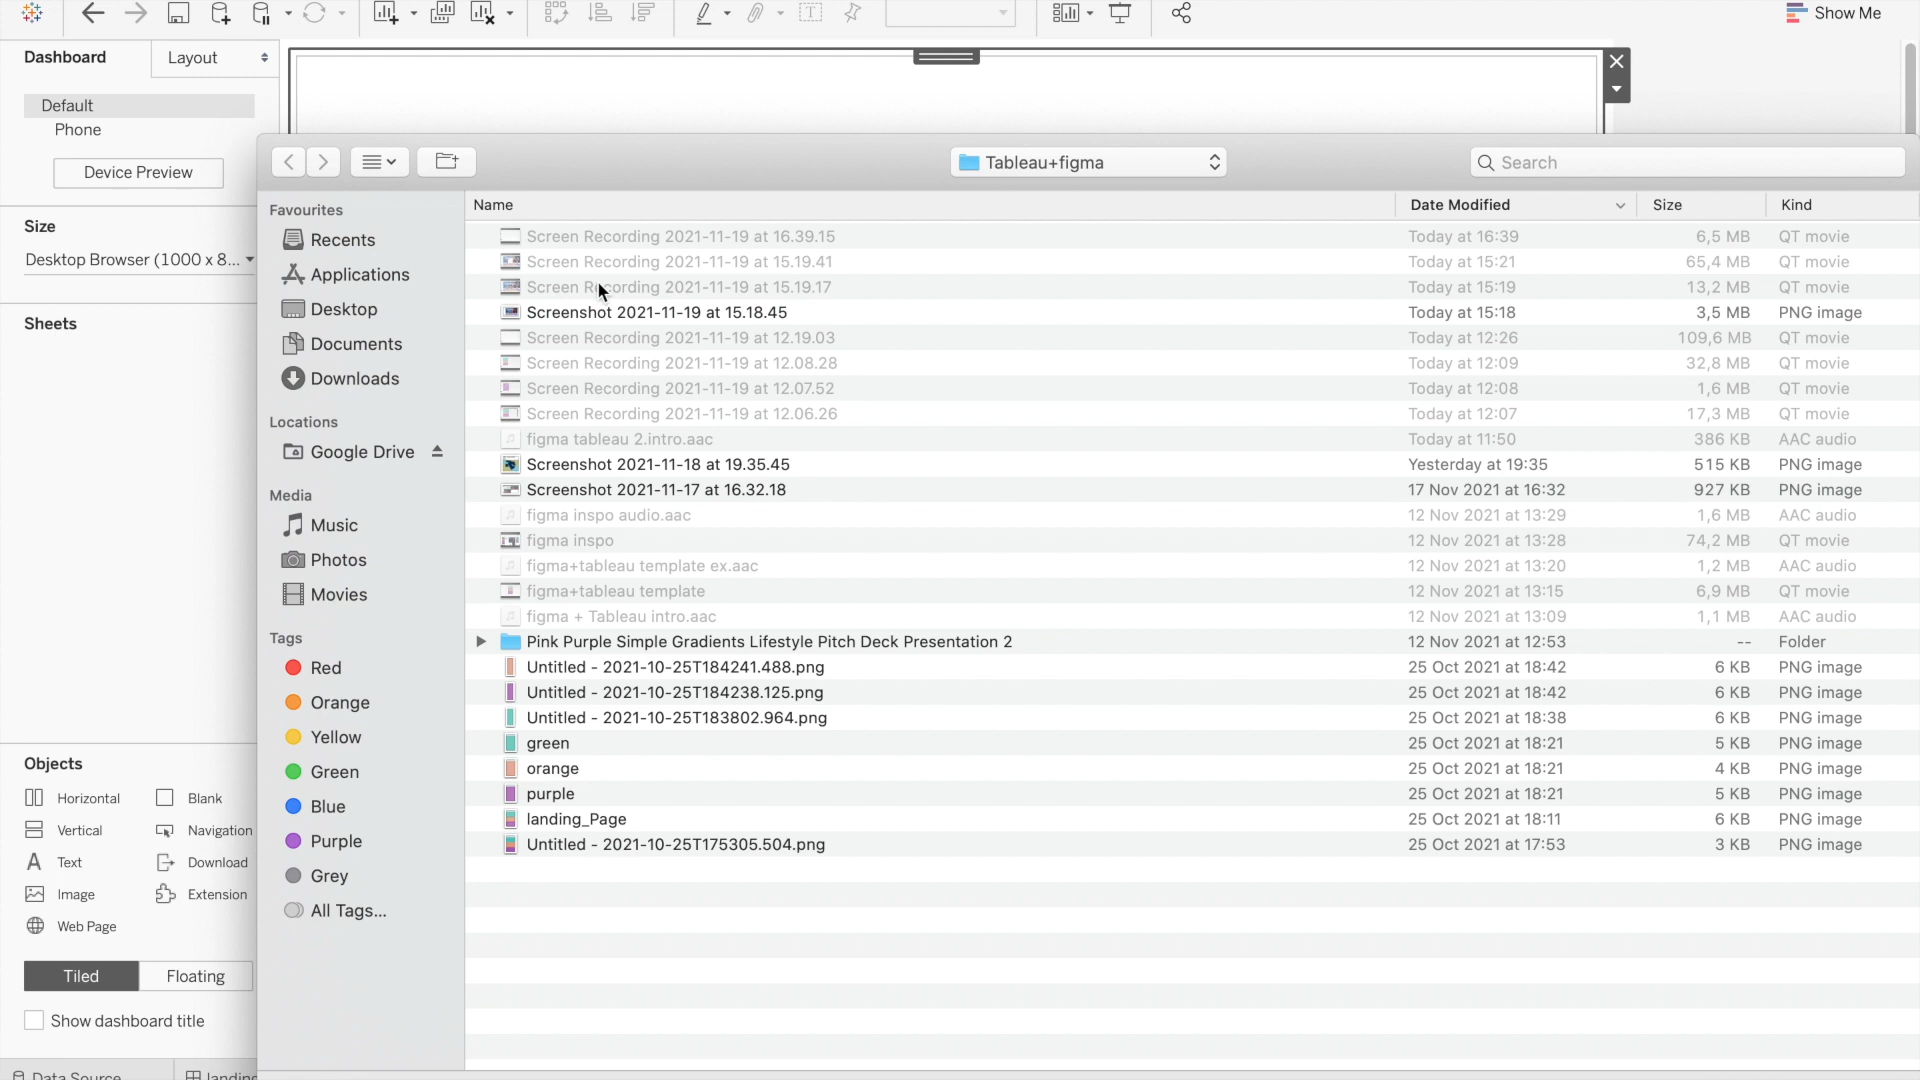 Show Me
Dashboard
Layout
Default
Phone
Device Preview
Tableau+figma
Search
Size
Desktop Browser (1000 x 8...
Sheets
Favourites
Recents
Applications
Desktop
Documents
Downloads
Locations
Google Drive
Media
Music
Photos
Movies
Tags
Red
Orange
Yellow
Green
Blue
Purple
Grey
All Tags...
Name Date Modified Size Kind
Screen Recording 2021-11-19 at 16.39.15 Today at 16:39 6,5 MB QT movie
Screen Recording 2021-11-19 at 15.19.41 Today at 15:21 65,4 MB QT movie
Screen Recording 2021-11-19 at 15.19.17 Today at 15:19 13,2 MB QT movie
Screenshot 2021-11-19 at 15.18.45 Today at 15:18 3,5 MB PNG image
Screen Recording 2021-11-19 at 12.19.03 Today at 12:26 109,6 MB QT movie
Screen Recording 2021-11-19 at 12.08.28 Today at 12:09 32,8 MB QT movie
Screen Recording 2021-11-19 at 12.07.52 Today at 12:08 1,6 MB QT movie
Screen Recording 2021-11-19 at 12.06.26 Today at 12:07 17,3 MB QT movie
figma tableau 2.intro.aac Today at 11:50 386 KB AAC audio
Screenshot 2021-11-18 at 19.35.45 Yesterday at 19:35 515 KB PNG image
Screenshot 2021-11-17 at 16.32.18 17 Nov 2021 at 16:32 927 KB PNG image
figma inspo audio.aac 12 Nov 2021 at 13:29 1,6 MB AAC audio
figma inspo 12 Nov 2021 at 13:28 74,2 MB QT movie
figma+tableau template ex.aac 12 Nov 2021 at 13:20 1,2 MB AAC audio
figma+tableau template 12 Nov 2021 at 13:15 6,9 MB QT movie
figma + Tableau intro.aac 12 Nov 2021 at 13:09 1,1 MB AAC audio
Pink Purple Simple Gradients Lifestyle Pitch Deck Presentation 2 12 Nov 2021 at 12:53 -- Folder
Untitled - 2021-10-25T184241.488.png 25 Oct 2021 at 18:42 6 KB PNG image
Untitled - 2021-10-25T184238.125.png 25 Oct 2021 at 18:42 6 KB PNG image
Untitled - 2021-10-25T183802.964.png 25 Oct 2021 at 18:38 6 KB PNG image
green 25 Oct 2021 at 18:21 5 KB PNG image
orange 25 Oct 2021 at 18:21 4 KB PNG image
purple 25 Oct 2021 at 18:21 5 KB PNG image
landing_Page 25 Oct 2021 at 18:11 6 KB PNG image
Untitled - 2021-10-25T175305.504.png 25 Oct 2021 at 17:53 3 KB PNG image
Objects
Horizontal Blank
Vertical Navigation
Text Download
Image Extension
Web Page
Tiled Floating
Show dashboard title
Data Source landing